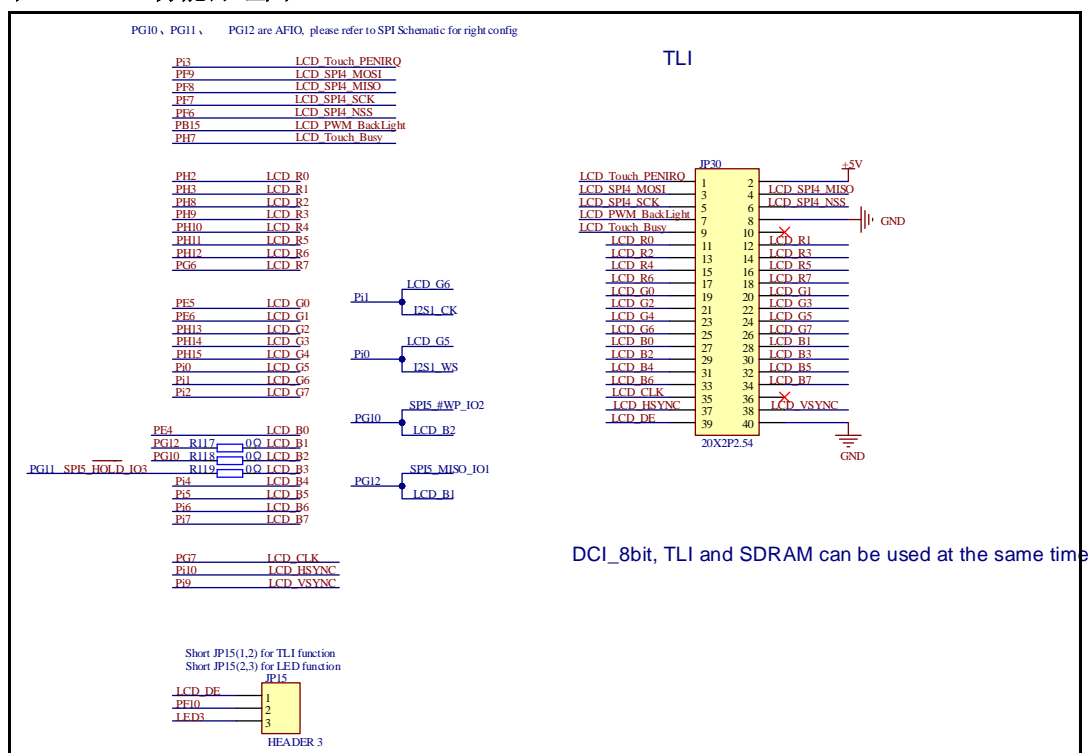 PG10、PG11、 PG12 are AFIO, please refer to SPI Schematic for right config
TLI
Pi3 LCD_Touch_PENIRQ
PF9 LCD_SPI4_MOSI
PF8 LCD_SPI4_MISO
PF7 LCD_SPI4_SCK
PF6 LCD_SPI4_NSS
PB15 LCD_PWM_BackLight
PH7 LCD_Touch_Busy
PH2 LCD_R0
PH3 LCD_R1
PH8 LCD_R2
PH9 LCD_R3
PH10 LCD_R4
PH11 LCD_R5
PH12 LCD_R6
PG6 LCD_R7
PE5 LCD_G0
PE6 LCD_G1
PH13 LCD_G2
PH14 LCD_G3
PH15 LCD_G4
Pi0 LCD_G5
Pi1 LCD_G6
Pi2 LCD_G7
PE4 LCD_B0
PG12 R117 0Ω LCD_B1
PG10 R118 0Ω LCD_B2
PG11 SPI5_HOLD_IO3 R119 0Ω LCD_B3
Pi4 LCD_B4
Pi5 LCD_B5
Pi6 LCD_B6
Pi7 LCD_B7
PG7 LCD_CLK
Pi10 LCD_HSYNC
Pi9 LCD_VSYNC
LCD_G6
Pi1
I2S1_CK
LCD_G5
Pi0
I2S1_WS
SPI5_#WP_IO2
PG10
LCD_B2
SPI5_MISO_IO1
PG12
LCD_B1
JP30
+5V
LCD_Touch_PENIRQ 1 2
LCD_SPI4_MOSI 3 4 LCD_SPI4_MISO
LCD_SPI4_SCK 5 6 LCD_SPI4_NSS
LCD_PWM_BackLight 7 8 GND
LCD_Touch_Busy 9 10
LCD_R0 11 12 LCD_R1
LCD_R2 13 14 LCD_R3
LCD_R4 15 16 LCD_R5
LCD_R6 17 18 LCD_R7
LCD_G0 19 20 LCD_G1
LCD_G2 21 22 LCD_G3
LCD_G4 23 24 LCD_G5
LCD_G6 25 26 LCD_G7
LCD_B0 27 28 LCD_B1
LCD_B2 29 30 LCD_B3
LCD_B4 31 32 LCD_B5
LCD_B6 33 34 LCD_B7
LCD_CLK 35 36
LCD_HSYNC 37 38 LCD_VSYNC
LCD_DE 39 40
20X2P2.54
GND
DCI_8bit, TLI and SDRAM can be used at the same time
Short JP15(1,2) for TLI function
Short JP15(2,3) for LED function
JP15
LCD_DE 1
PF10 2
LED3 3
HEADER 3